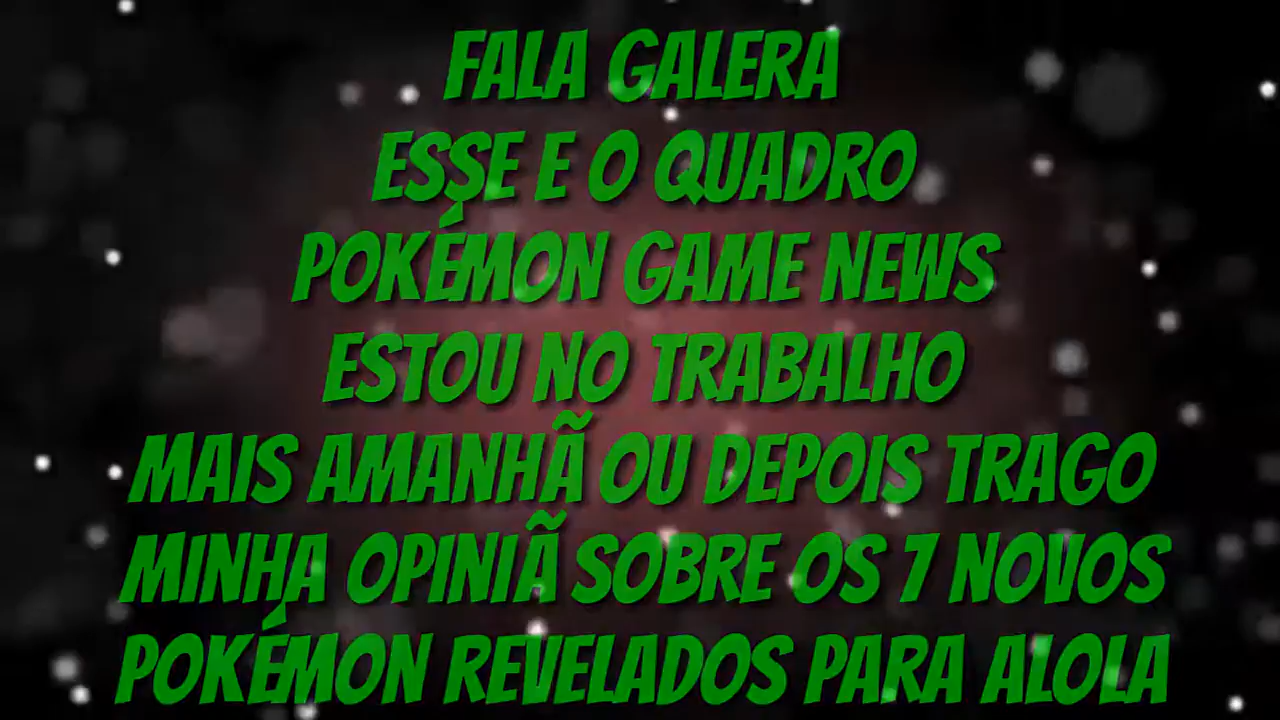 FALA GALERA
ESSE E O QUADRO
POKÉMON GAME NEWS
ESTOU NO TRABALHO
MAIS AMANHÃ OU DEPOIS TRAGO
MINHA OPINIÃ SOBRE OS 7 NOVOS
POKÉMON REVELADOS PARA ALOLA